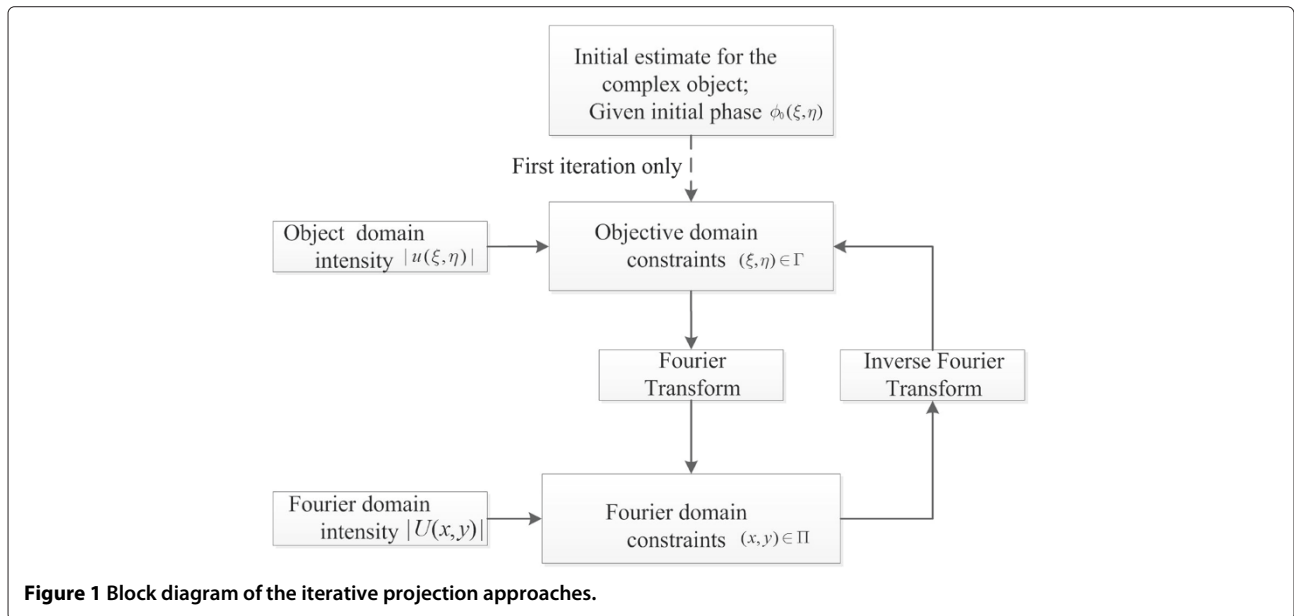 Initial estimate for the
complex object;
Given initial phase ϕ₀(ξ,η)
First iteration only
Object domain
intensity |u(ξ,η)|
Objective domain
constraints (ξ,η)∈Γ
Fourier
Transform
Inverse Fourier
Transform
Fourier domain
intensity |U(x,y)|
Fourier domain
constraints (x,y)∈Π
Figure 1 Block diagram of the iterative projection approaches.